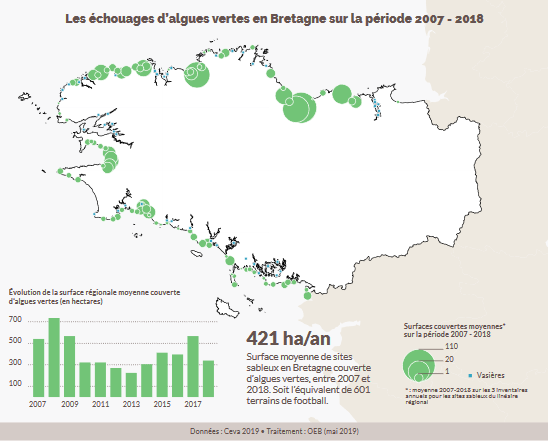 Les échouages d'algues vertes en Bretagne sur la période 2007 - 2018
Évolution de la surface régionale moyenne couverte
d'algues vertes (en hectares)
700
500
300
100
2007
2009
2011
2013
2015
2017
421 ha/an
Surface moyenne de sites
sableux en Bretagne couverte
d'algues vertes, entre 2007 et
2018. Soit l'équivalent de 601
terrains de football.
Surfaces couvertes moyennes*
sur la période 2007 - 2018
110
20
1
Vasières
* : moyenne 2007-2018 sur les 3 inventaires
annuels pour les sites sableux du linéaire
régional
Données : Ceva 2019 • Traitement : OEB (mai 2019)